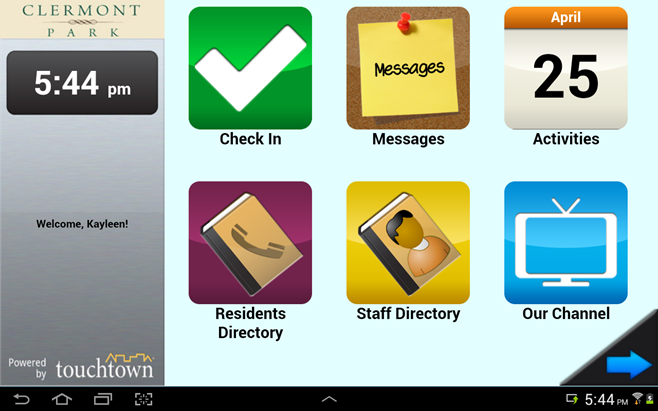 CLERMONT
PARK
5:44 pm
Welcome, Kayleen!
Powered
by touchtown
Check In
Messages
Messages
April
25
Activities
Residents
Directory
Staff Directory
Our Channel
5:44 PM